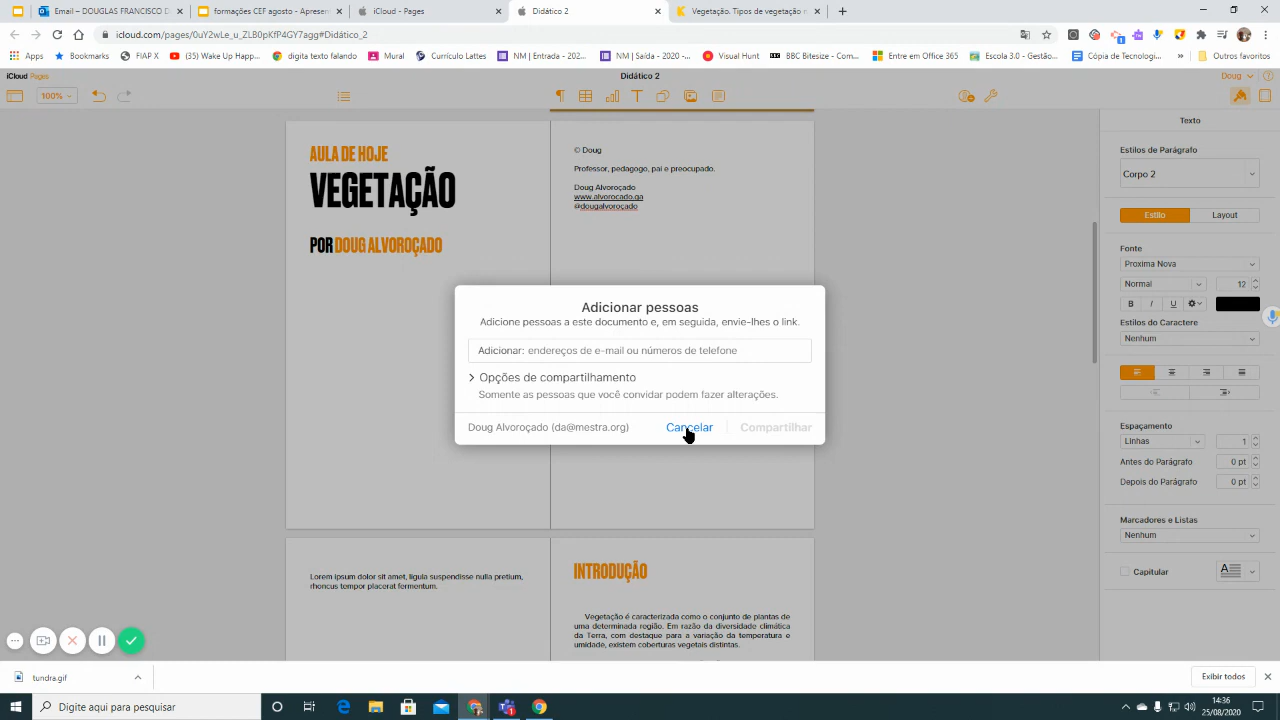 Email – DOUGLAS FRANCISCO D
formações CEF agosto - Apresen
iCloud - Pages
Didático 2
Vegetação. Tipos de vegetação n
icloud.com/pages/0uY2wLe_u_ZLB0pKfP4GY7agg#Didático_2
Apps
Bookmarks
FIAP X
(35) Wake Up Happ...
digita texto falando
Mural
Currículo Lattes
NM | Entrada - 202...
NM | Saída - 2020 -...
Visual Hunt
BBC Bitesize - Com...
Entre em Office 365
Escola 3.0 - Gestão...
Cópia de Tecnologi...
»
Outros favoritos
iCloud Pages
Didático 2
Doug
100%
Texto
AULA DE HOJE
VEGETAÇÃO
POR DOUG ALVOROÇADO
© Doug
Professor, pedagogo, pai e preocupado.
Doug Alvoroçado
www.alvorocado.ga
@dougalvoroçado
Estilos de Parágrafo
Corpo 2
Estilo
Layout
Fonte
Proxima Nova
Normal
12
B I U
Estilos do Caractere
Nenhum
Espaçamento
Linhas
1
Antes do Parágrafo
0 pt
Depois do Parágrafo
0 pt
Marcadores e Listas
Nenhum
Capitular
Adicionar pessoas
Adicione pessoas a este documento e, em seguida, envie-lhes o link.
Adicionar: endereços de e-mail ou números de telefone
Opções de compartilhamento
Somente as pessoas que você convidar podem fazer alterações.
Doug Alvoroçado (da@mestra.org)
Cancelar
Compartilhar
Lorem ipsum dolor sit amet, ligula suspendisse nulla pretium,
rhoncus tempor placerat fermentum.
INTRODUÇÃO
Vegetação é caracterizada como o conjunto de plantas de
uma determinada região. Em razão da diversidade climática
da Terra, com destaque para a variação da temperatura e
umidade, existem coberturas vegetais distintas.
tundra.gif
Exibir todos
Digite aqui para pesquisar
14:36
25/08/2020